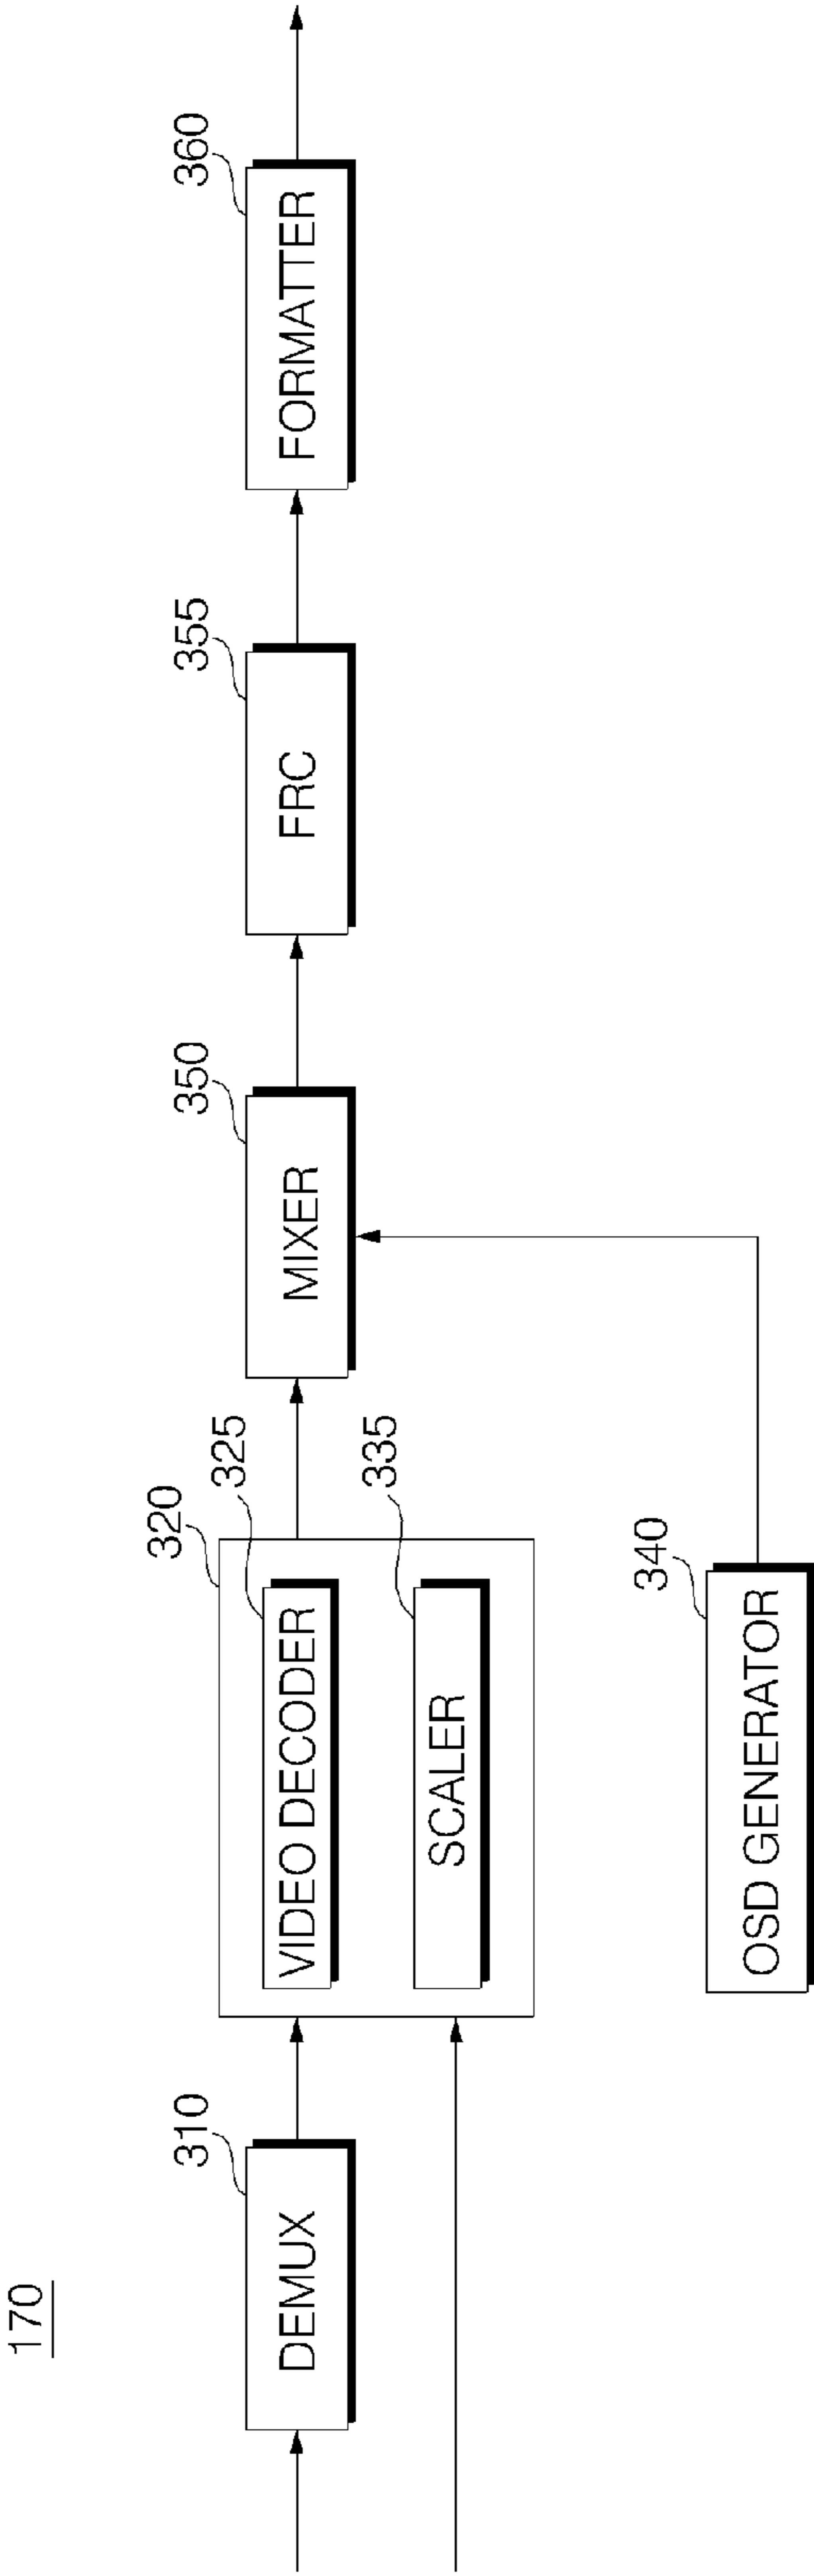 170
310
DEMUX
320
325
VIDEO DECODER
335
SCALER
340
OSD GENERATOR
350
MIXER
355
FRC
360
FORMATTER